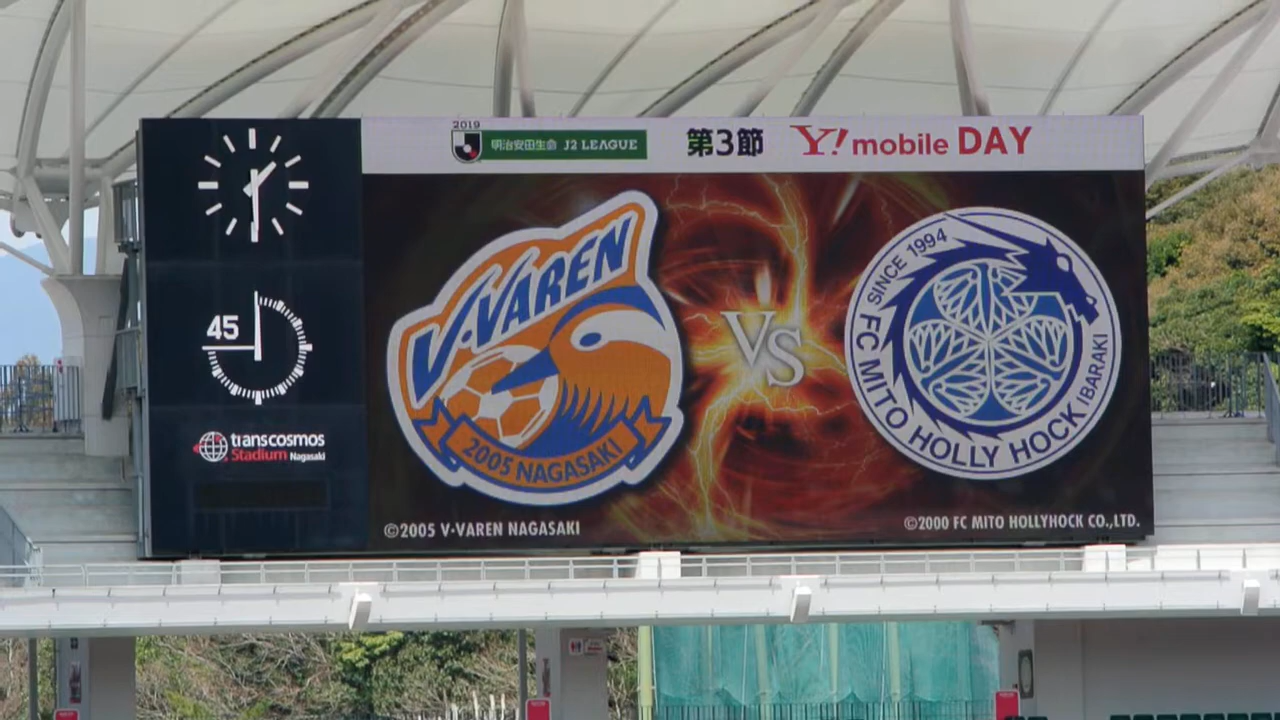 2019
明治安田生命 J2 LEAGUE
第3節
Y! mobile DAY
45
transcosmos
Stadium Nagasaki
V·VAREN
2005 NAGASAKI
VS
SINCE 1994
FC MITO HOLLY HOCK IBARAKI
©2005 V·VAREN NAGASAKI
©2000 FC MITO HOLLYHOCK CO.,LTD.